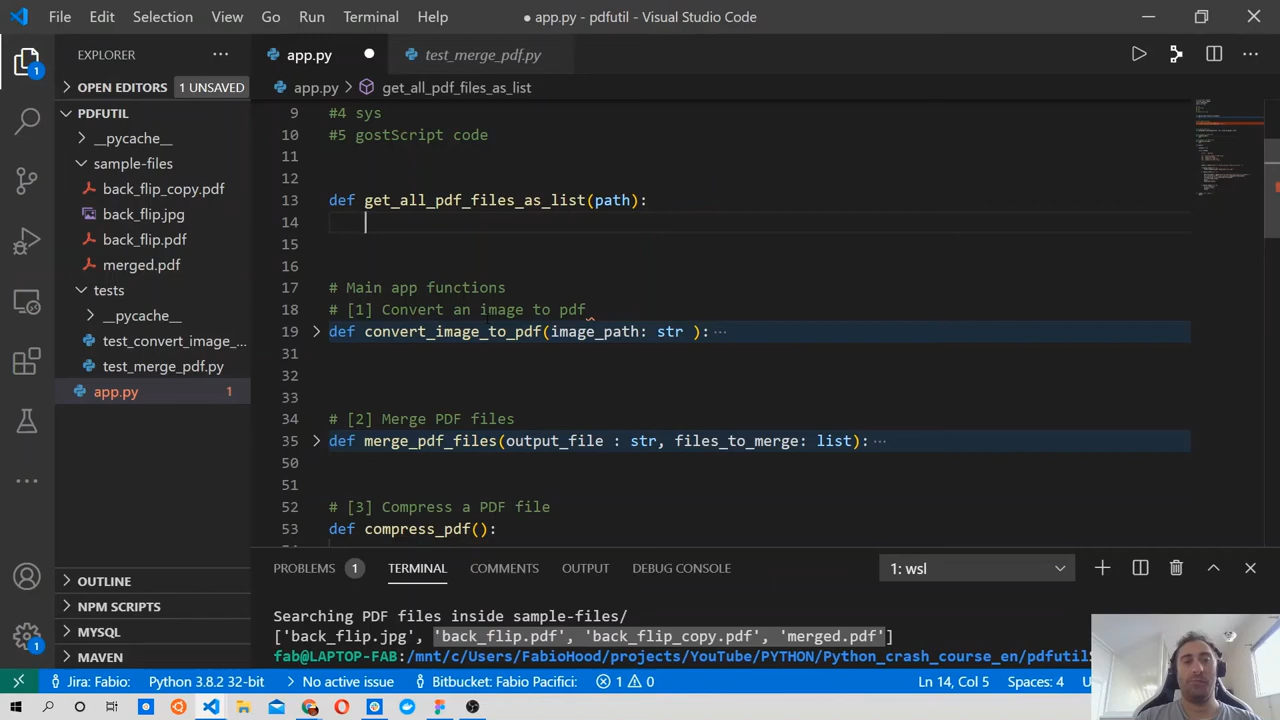 File Edit Selection View Go Run Terminal Help
● app.py - pdfutil - Visual Studio Code
EXPLORER ···
app.py
test_merge_pdf.py
OPEN EDITORS 1 UNSAVED
app.py > get_all_pdf_files_as_list
PDFUTIL
__pycache__
sample-files
back_flip_copy.pdf
back_flip.jpg
back_flip.pdf
merged.pdf
tests
__pycache__
test_convert_image_...
test_merge_pdf.py
app.py 1
OUTLINE
NPM SCRIPTS
MYSQL
MAVEN
9 #4 sys
10 #5 gostScript code
11
12
13 def get_all_pdf_files_as_list(path):
14
15
16
17 # Main app functions
18 # [1] Convert an image to pdf
19 def convert_image_to_pdf(image_path: str ): ···
31
32
33
34 # [2] Merge PDF files
35 def merge_pdf_files(output_file : str, files_to_merge: list): ···
50
51
52 # [3] Compress a PDF file
53 def compress_pdf():
PROBLEMS 1 TERMINAL COMMENTS OUTPUT DEBUG CONSOLE 1: wsl
Searching PDF files inside sample-files/
['back_flip.jpg', 'back_flip.pdf', 'back_flip_copy.pdf', 'merged.pdf']
fab@LAPTOP-FAB:/mnt/c/Users/FabioHood/projects/YouTube/PYTHON/Python_crash_course_en/pdfutil$
Jira: Fabio: Python 3.8.2 32-bit No active issue Bitbucket: Fabio Pacifici: 1 0 Ln 14, Col 5 Spaces: 4